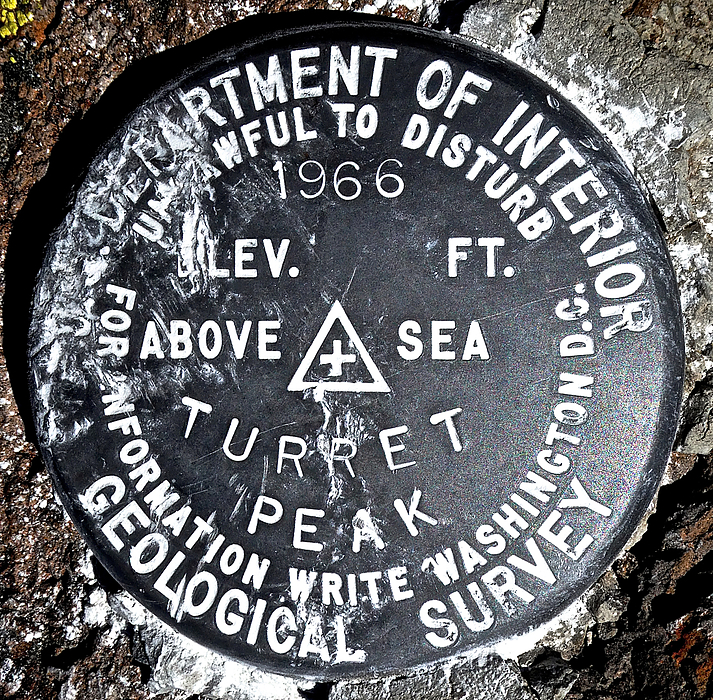 DEPARTMENT OF INTERIOR
UNLAWFUL TO DISTURB
1966
ELEV. FT.
ABOVE SEA
TURRET
PEAK
FOR INFORMATION WRITE WASHINGTON D.C.
GEOLOGICAL SURVEY